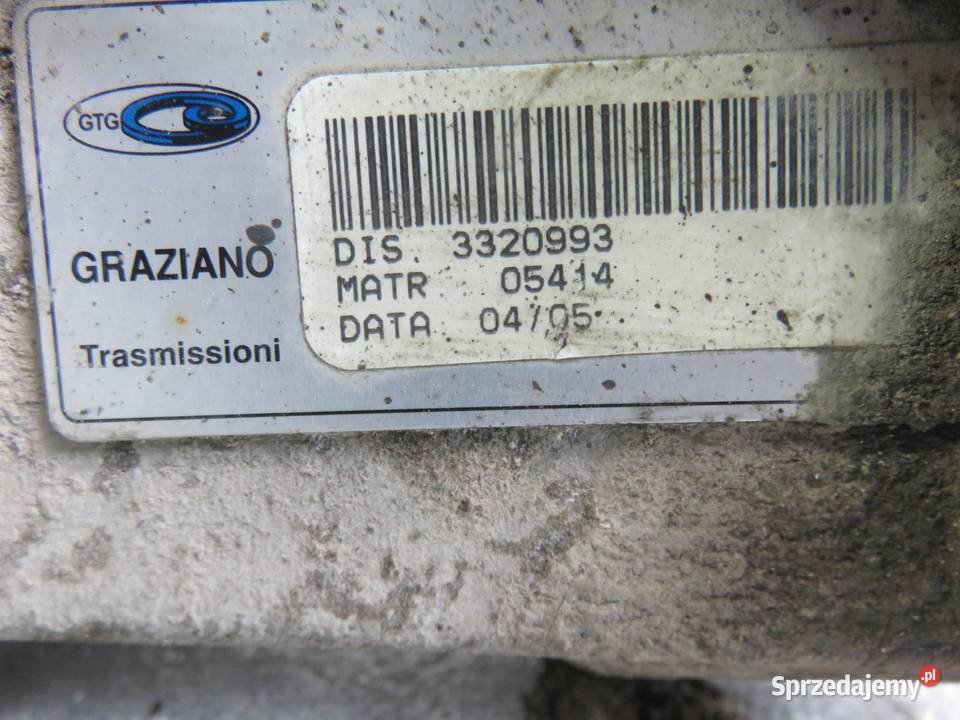 GTG
GRAZIANO
Trasmissioni
DIS. 3320993
MATR 05414
DATA 04/05
Sprzedajemy.pl